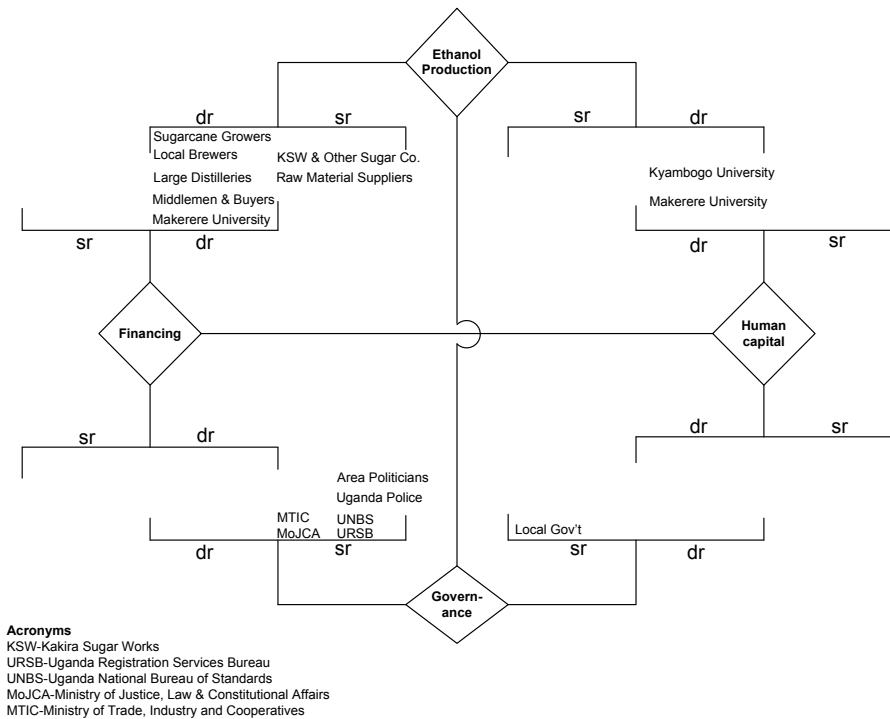 Ethanol
Production
dr
sr
sr
dr
Sugarcane Growers
Local Brewers
KSW & Other Sugar Co.
Large Distilleries
Raw Material Suppliers
Middlemen & Buyers
Makerere University
Kyambogo University
Makerere University
sr
dr
dr
sr
Financing
Human
capital
sr
dr
dr
sr
Area Politicians
Uganda Police
MTIC
UNBS
MoJCA
URSB
Local Gov't
dr
sr
sr
dr
Govern-
ance
Acronyms
KSW-Kakira Sugar Works
URSB-Uganda Registration Services Bureau
UNBS-Uganda National Bureau of Standards
MoJCA-Ministry of Justice, Law & Constitutional Affairs
MTIC-Ministry of Trade, Industry and Cooperatives